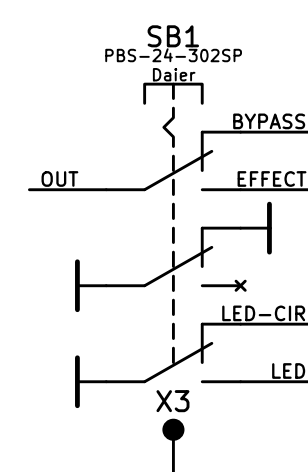 SB1
PBS-24-302SP
Daier
BYPASS
OUT
EFFECT
LED-CIR
LED
X3